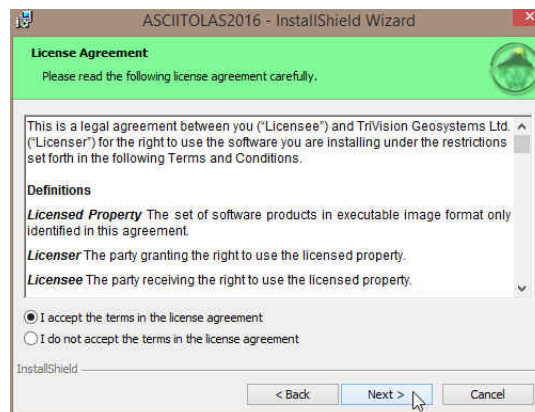 ASCIITOLAS2016 - InstallShield Wizard
License Agreement
Please read the following license agreement carefully.
This is a legal agreement between you (“Licensee”) and TriVision Geosystems Ltd.
(“Licenser”) for the right to use the software you are installing under the restrictions
set forth in the following Terms and Conditions.
Definitions
Licensed Property The set of software products in executable image format only
identified in this agreement.
Licenser The party granting the right to use the licensed property.
Licensee The party receiving the right to use the licensed property.
I accept the terms in the license agreement
I do not accept the terms in the license agreement
InstallShield
< Back Next > Cancel